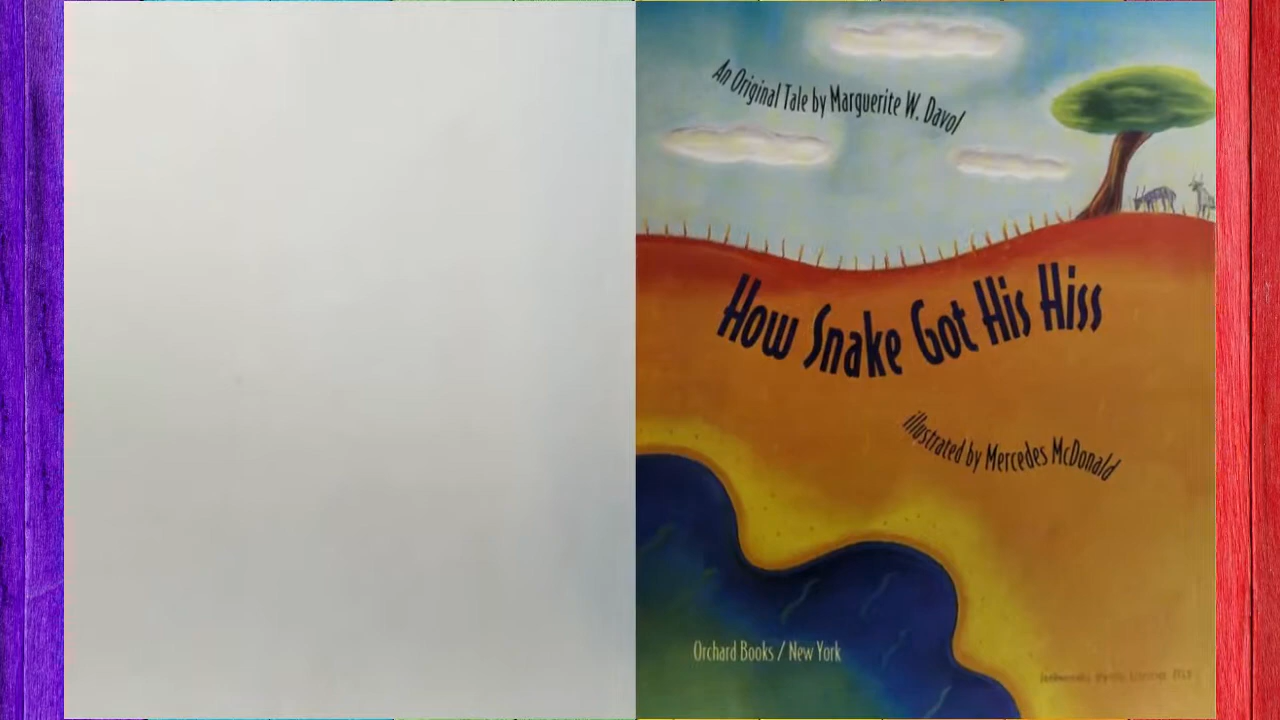 An Original Tale by Marguerite W. Davol
How Snake Got His Hiss
illustrated by Mercedes McDonald
Orchard Books / New York